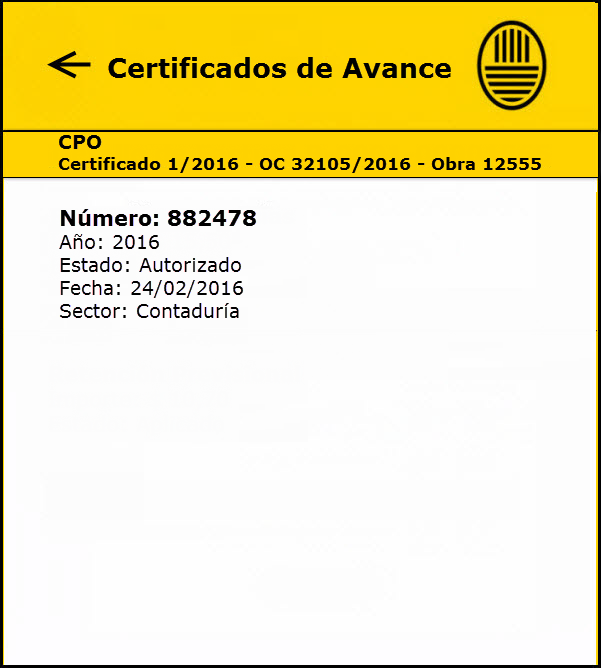 Certificados de Avance
CPO
Certificado 1/2016 - OC 32105/2016 - Obra 12555
Número: 882478
Año: 2016
Estado: Autorizado
Fecha: 24/02/2016
Sector: Contaduría